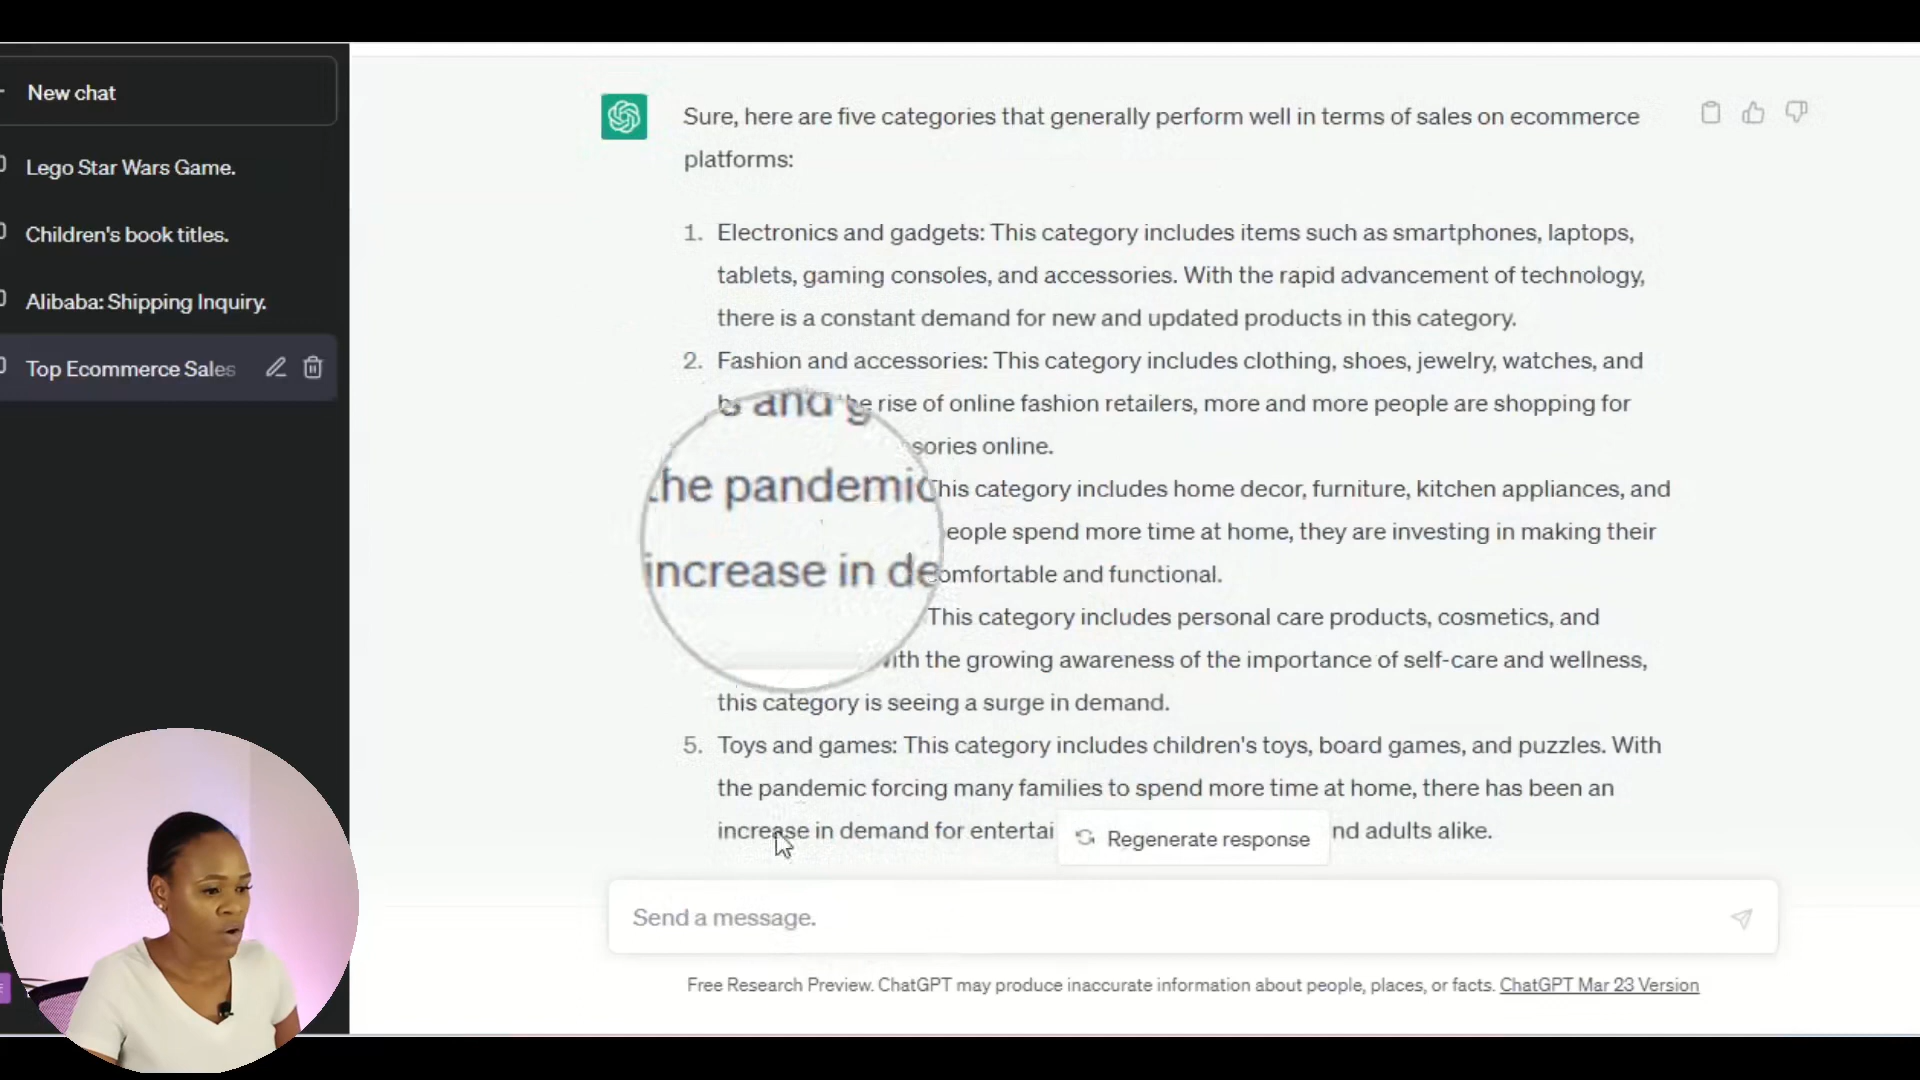 New chat
Lego Star Wars Game.
Children's book titles.
Alibaba: Shipping Inquiry.
Top Ecommerce Sales
Sure, here are five categories that generally perform well in terms of sales on ecommerce
platforms:
1. Electronics and gadgets: This category includes items such as smartphones, laptops,
tablets, gaming consoles, and accessories. With the rapid advancement of technology,
there is a constant demand for new and updated products in this category.
2. Fashion and accessories: This category includes clothing, shoes, jewelry, watches, and
rise of online fashion retailers, more and more people are shopping for
online.
category includes home decor, furniture, kitchen appliances, and
spend more time at home, they are investing in making their
and functional.
This category includes personal care products, cosmetics, and
the growing awareness of the importance of self-care and wellness,
this category is seeing a surge in demand.
and
the pandemic
increase in
5. Toys and games: This category includes children's toys, board games, and puzzles. With
the pandemic forcing many families to spend more time at home, there has been an
increase in demand for adults alike.
Regenerate response
Send a message.
Free Research Preview. ChatGPT may produce inaccurate information about people, places, or facts. ChatGPT Mar 23 Version